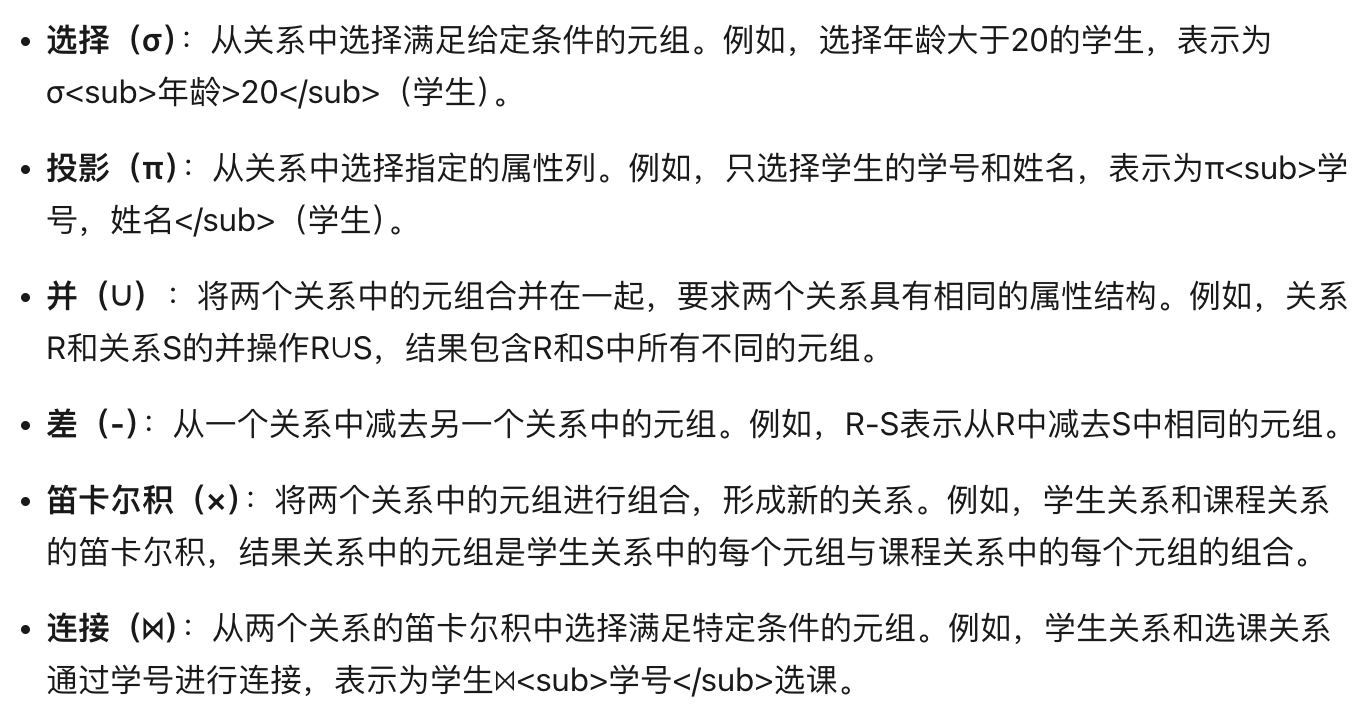 • 选择（σ）：从关系中选择满足给定条件的元组。例如，选择年龄大于20的学生，表示为
σ<sub>年龄>20</sub>（学生）。
• 投影（π）：从关系中选择指定的属性列。例如，只选择学生的学号和姓名，表示为π<sub>学
号，姓名</sub>（学生）。
• 并（∪）：将两个关系中的元组合并在一起，要求两个关系具有相同的属性结构。例如，关系
R和关系S的并操作R∪S，结果包含R和S中所有不同的元组。
• 差（-）：从一个关系中减去另一个关系中的元组。例如，R-S表示从R中减去S中相同的元组。
• 笛卡尔积（×）：将两个关系中的元组进行组合，形成新的关系。例如，学生关系和课程关系
的笛卡尔积，结果关系中的元组是学生关系中的每个元组与课程关系中的每个元组的组合。
• 连接（⋈）：从两个关系的笛卡尔积中选择满足特定条件的元组。例如，学生关系和选课关系
通过学号进行连接，表示为学生⋈<sub>学号</sub>选课。